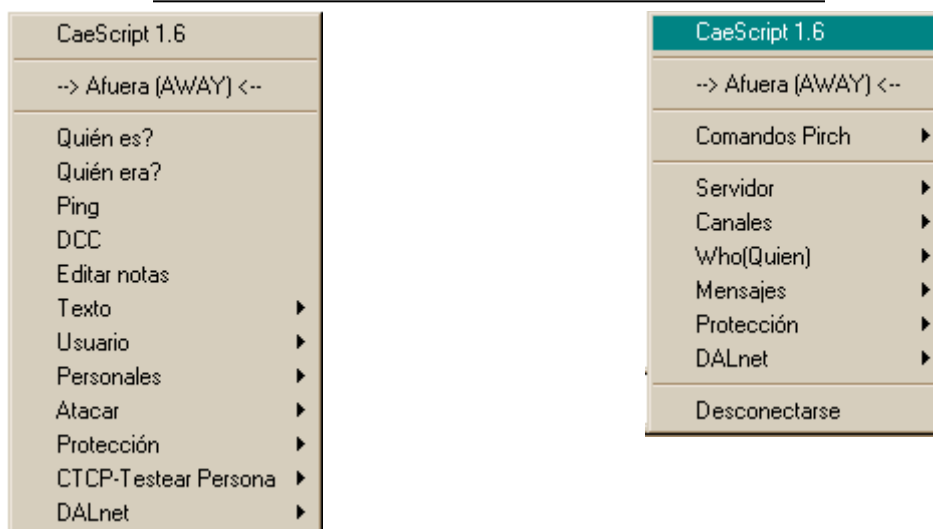 CaeScript 1.6
--> Afuera (AWAY) <--
Quién es?
Quién era?
Ping
DCC
Editar notas
Texto
Usuario
Personales
Atacar
Protección
CTCP-Testear Persona
DALnet
CaeScript 1.6
--> Afuera (AWAY) <--
Comandos Pirch
Servidor
Canales
Who(Quien)
Mensajes
Protección
DALnet
Desconectarse